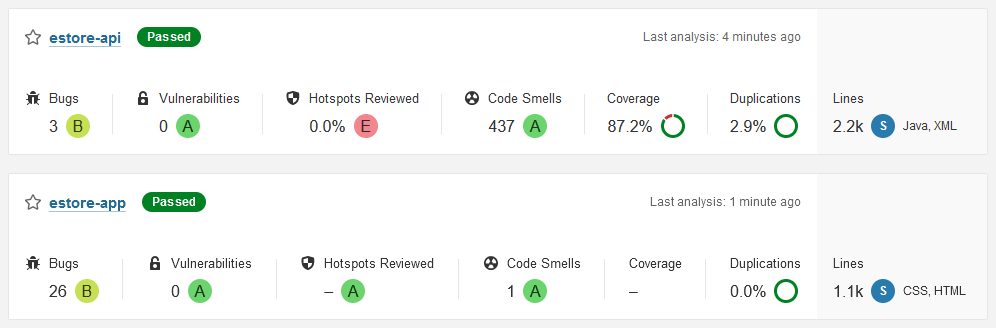 estore-api Passed Last analysis: 4 minutes ago
Bugs Vulnerabilities Hotspots Reviewed Code Smells Coverage Duplications Lines
3 B 0 A 0.0% E 437 A 87.2% 2.9% 2.2k S Java, XML
estore-app Passed Last analysis: 1 minute ago
Bugs Vulnerabilities Hotspots Reviewed Code Smells Coverage Duplications Lines
26 B 0 A – A 1 A – 0.0% 1.1k S CSS, HTML